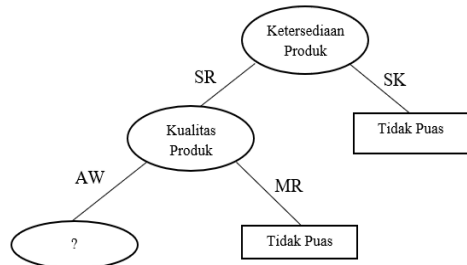 Ketersediaan
Produk
SR
SK
Kualitas
Produk
Tidak Puas
AW
MR
?
Tidak Puas